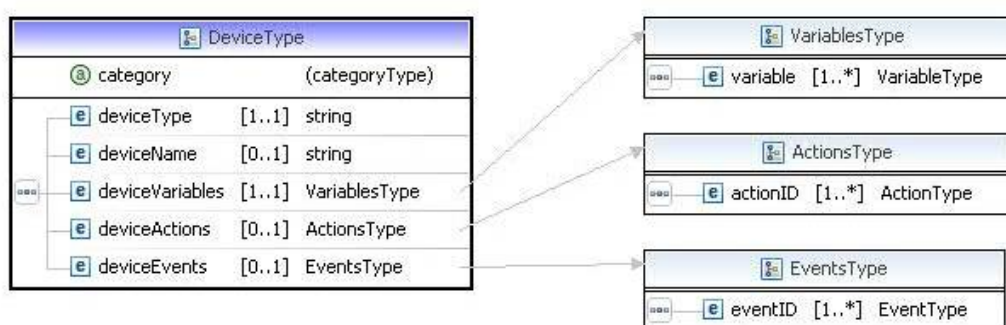 DeviceType
category (categoryType)
deviceType [1..1] string
deviceName [0..1] string
deviceVariables [1..1] VariablesType
deviceActions [0..1] ActionsType
deviceEvents [0..1] EventsType
VariablesType
variable [1..*] VariableType
ActionsType
actionID [1..*] ActionType
EventsType
eventID [1..*] EventType